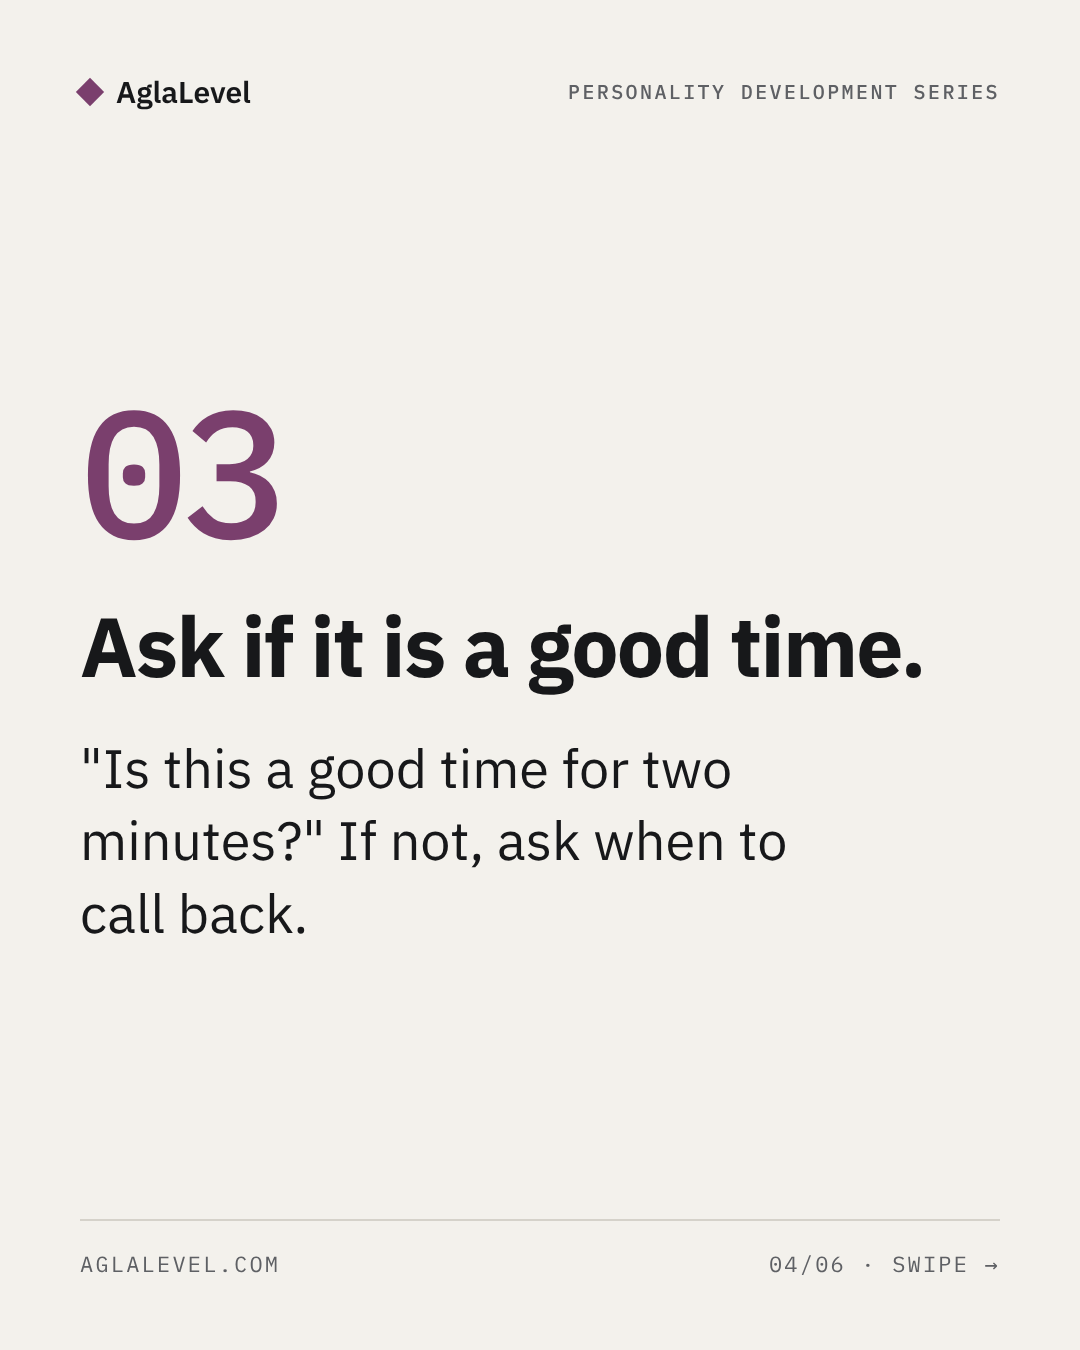 AglaLevel
PERSONALITY DEVELOPMENT SERIES
03
Ask if it is a good time.
"Is this a good time for two
minutes?" If not, ask when to
call back.
AGLALEVEL.COM
04/06 · SWIPE →